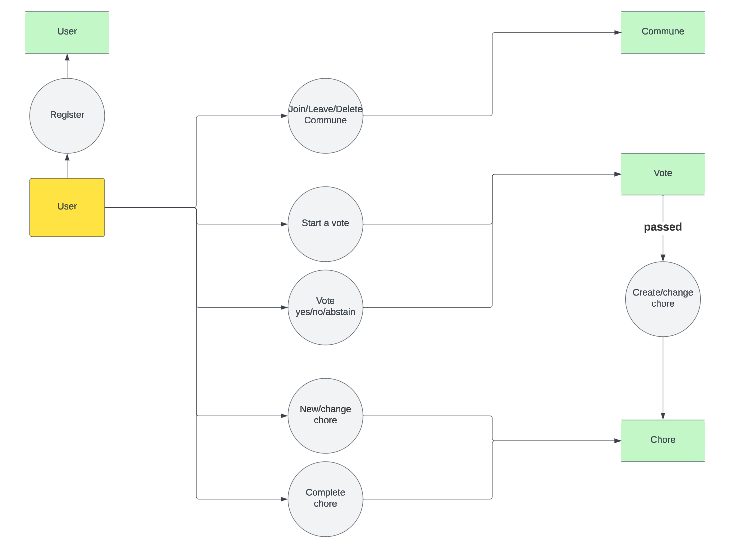 User
Commune
Register
Join/Leave/Delete
Commune
Vote
User
Start a vote
passed
Vote
yes/no/abstain
Create/change
chore
New/change
chore
Chore
Complete
chore